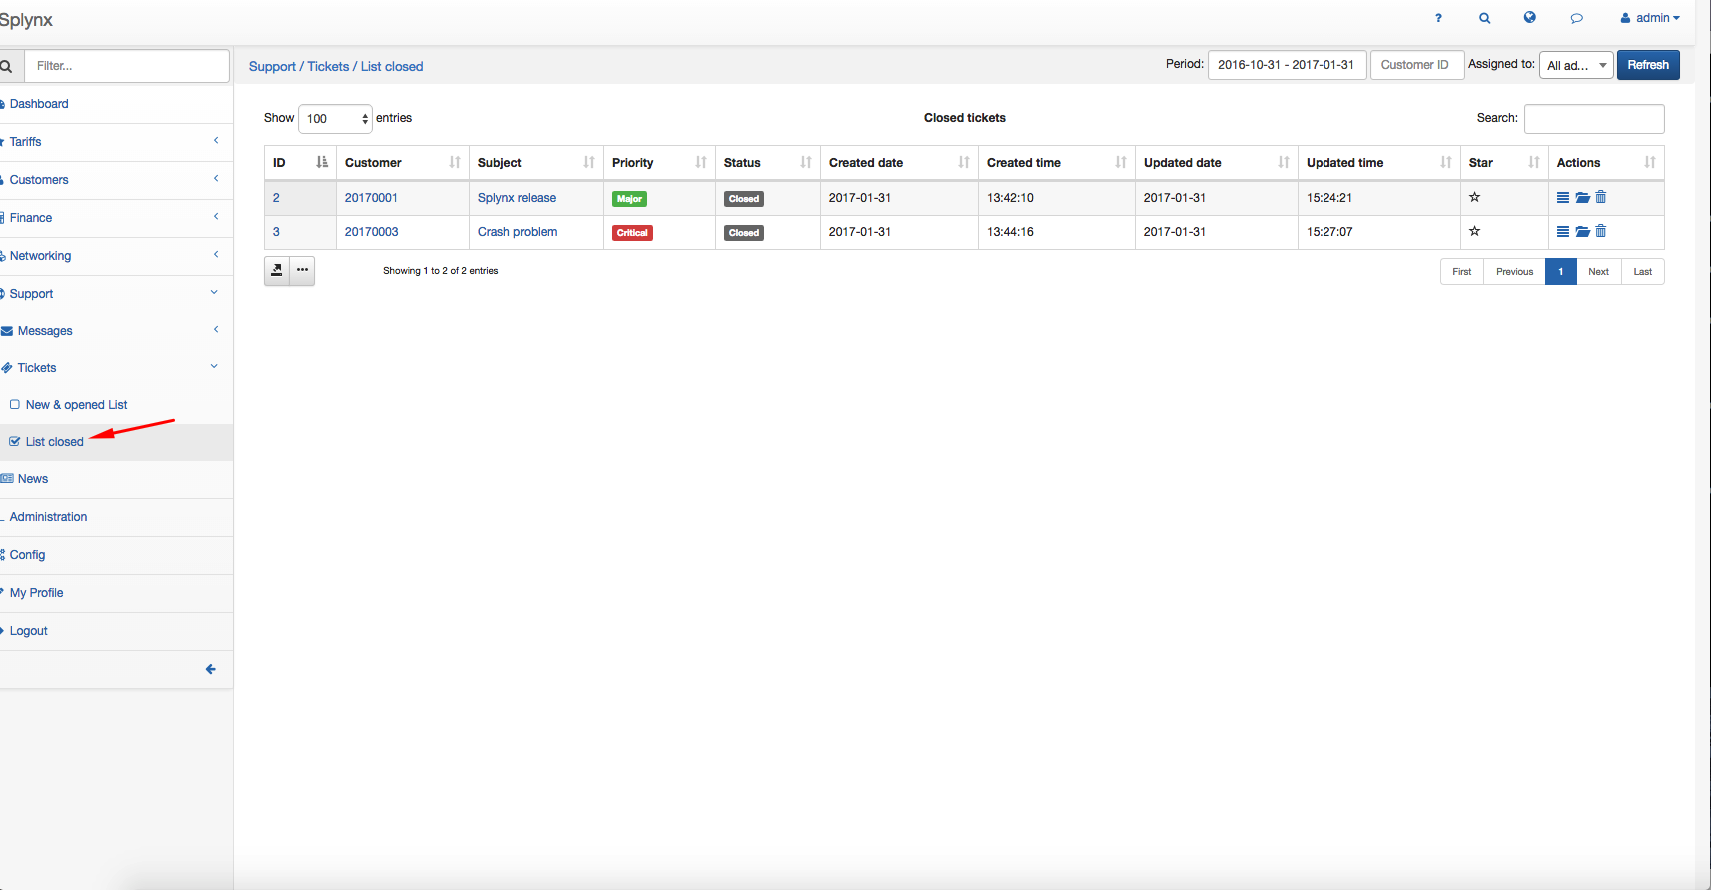 Splynx
? admin
Filter...
Support / Tickets / List closed
Period: 2016-10-31 - 2017-01-31 Customer ID Assigned to: All ad... Refresh
Dashboard
Tariffs
Customers
Finance
Networking
Support
Messages
Tickets
New & opened List
List closed
News
Administration
Config
My Profile
Logout
Show 100 entries
Closed tickets
Search:
ID Customer Subject Priority Status Created date Created time Updated date Updated time Star Actions
2 20170001 Splynx release Major Closed 2017-01-31 13:42:10 2017-01-31 15:24:21
3 20170003 Crash problem Critical Closed 2017-01-31 13:44:16 2017-01-31 15:27:07
Showing 1 to 2 of 2 entries
First Previous 1 Next Last